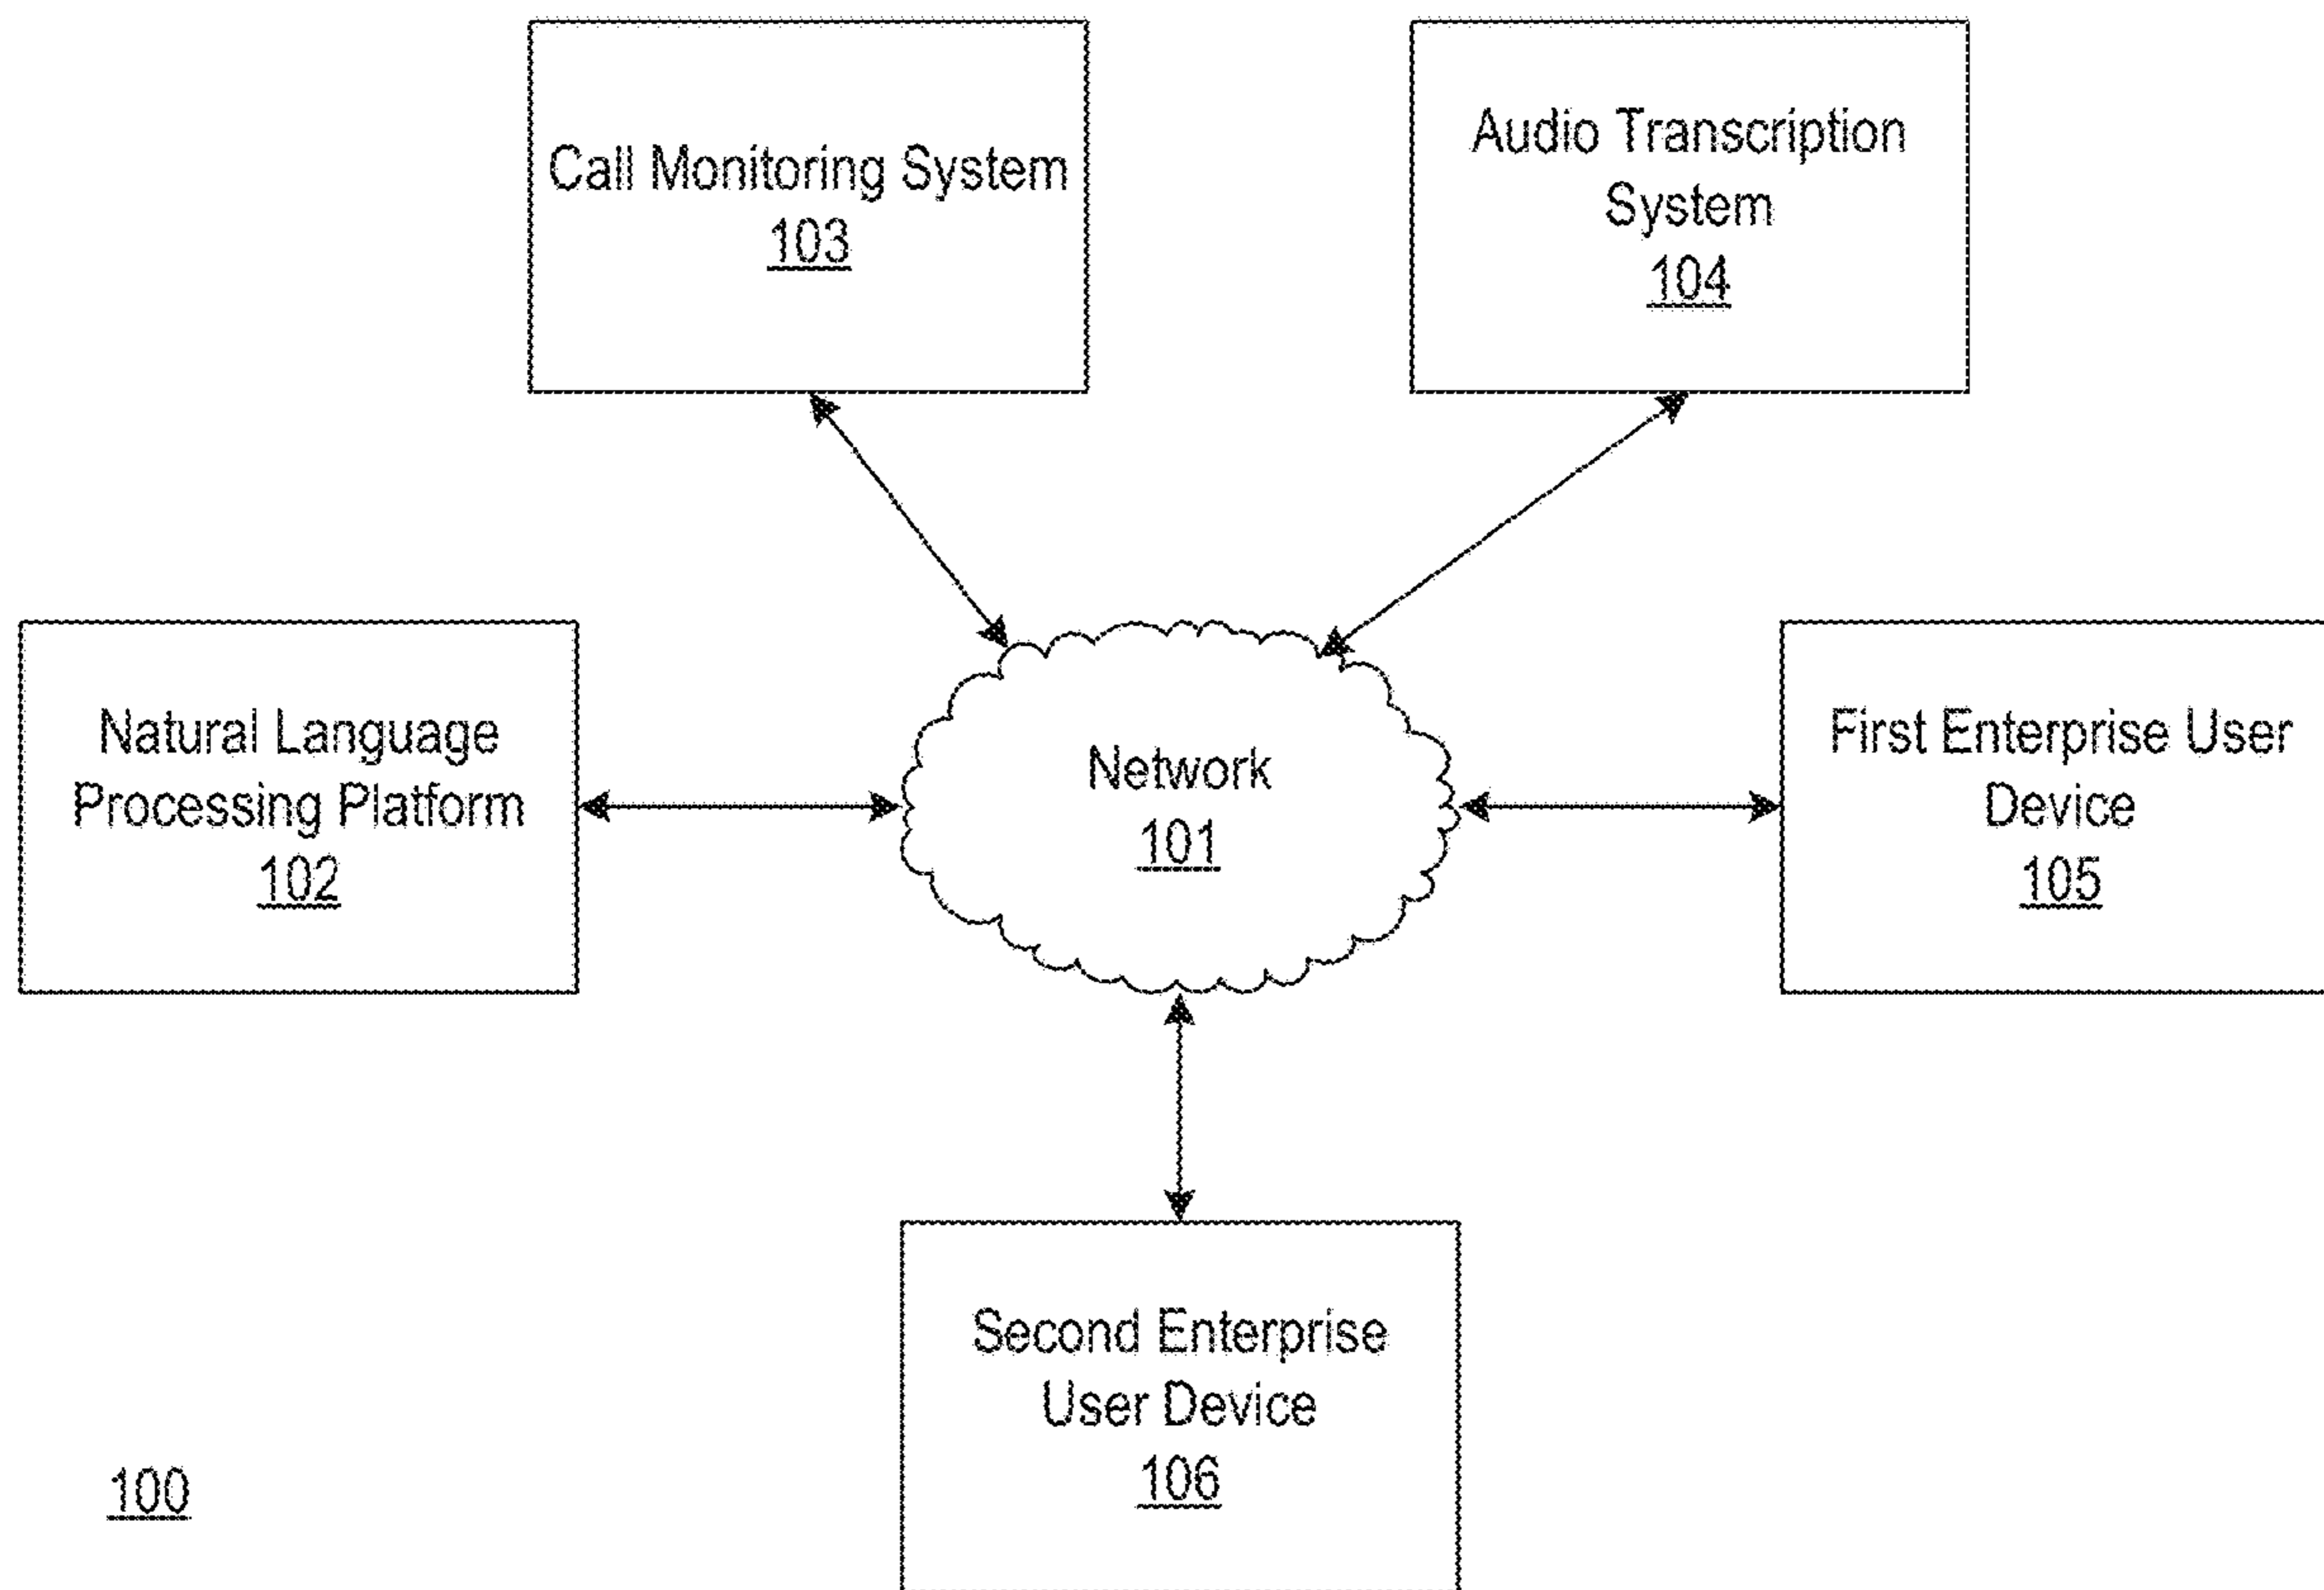 Call Monitoring System
103
Audio Transcription
System
104
Natural Language
Processing Platform
102
Network
101
First Enterprise User
Device
105
Second Enterprise
User Device
106
100